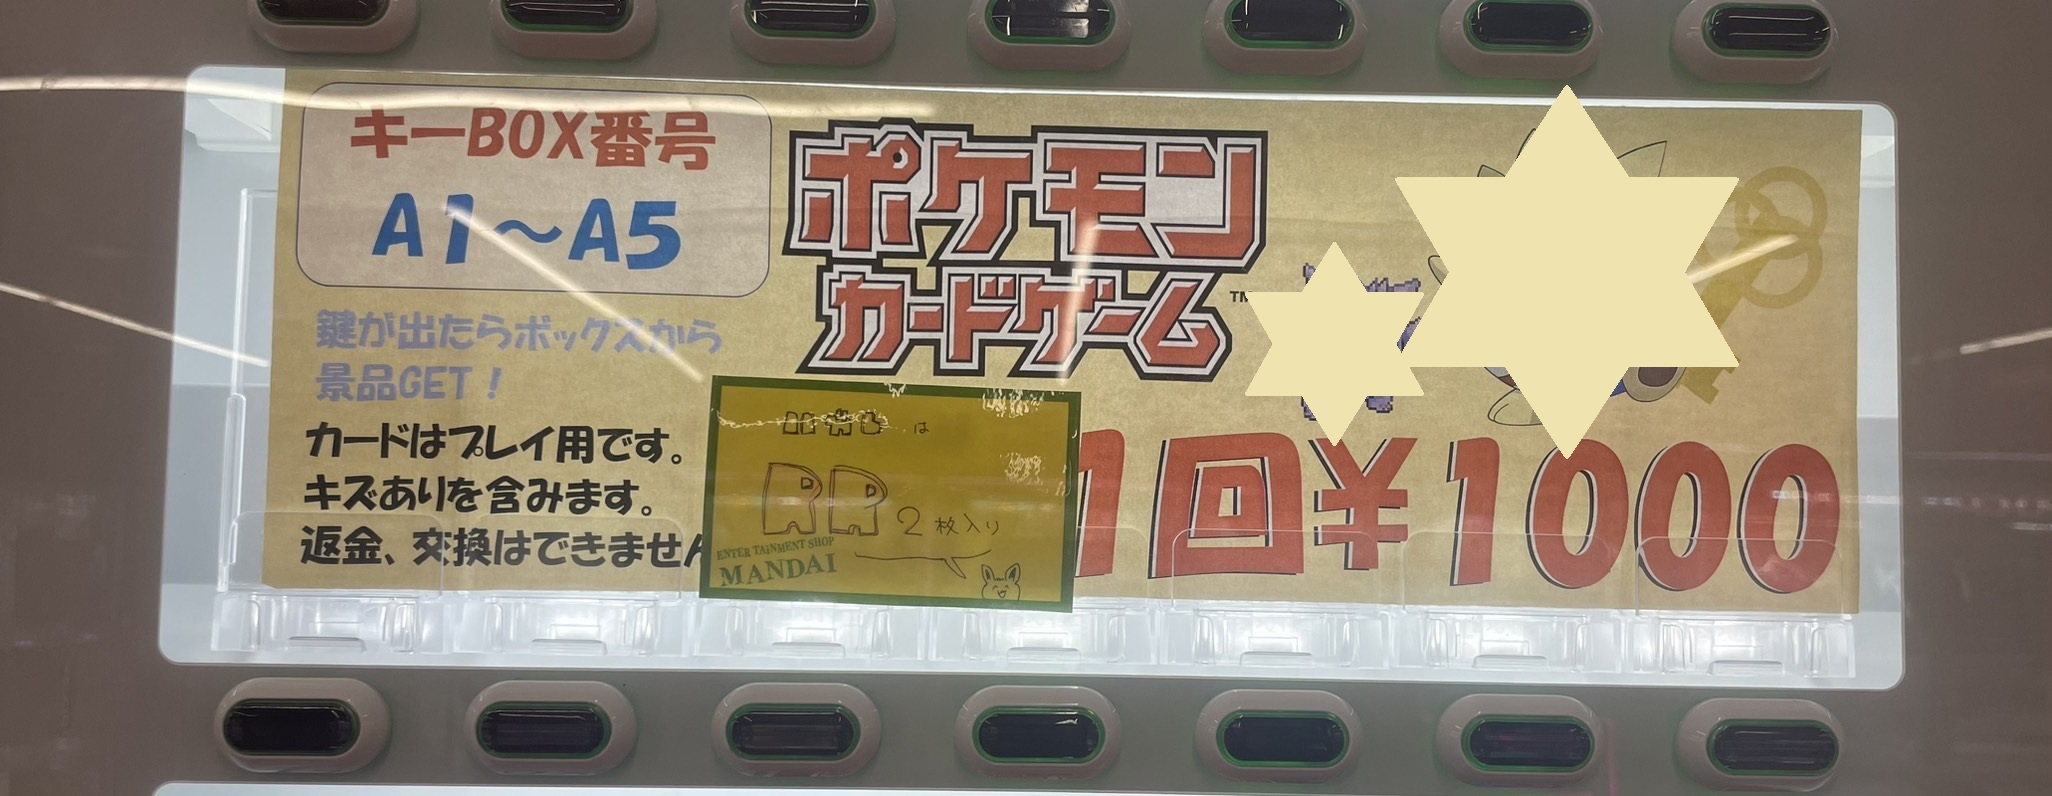 キーBOX番号
A1～A5
鍵が出たらボックスから
景品GET！
カードはプレイ用です。
キズありを含みます。
返金、交換はできません
ポケモン
カードゲーム
TM
ハズレは
RR 2枚入り
ENTERTAINMENT SHOP
MANDAI
1回¥1000